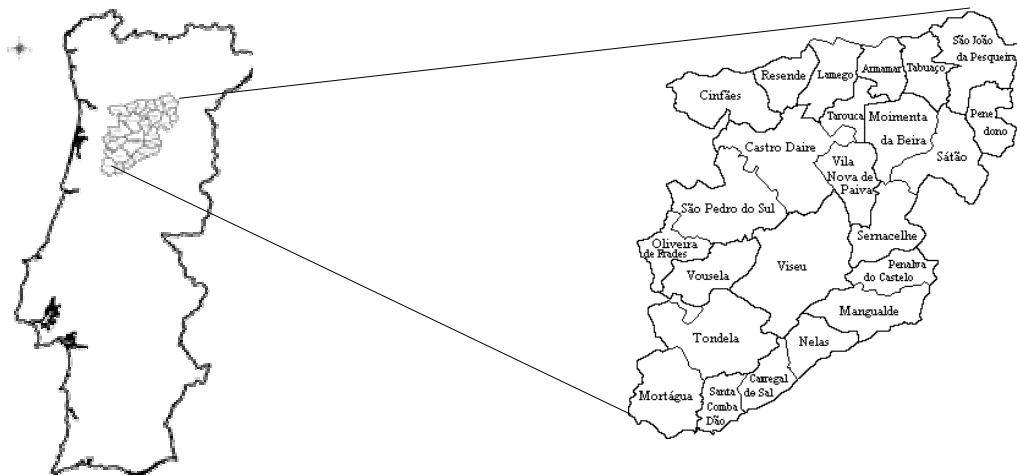 São João
da Pesqueira
Tabuaço
Armamar
Lamego
Resende
Cinfães
Pene
dono
Tarouca
Moimenta
da Beira
Castro Daire
Sátão
Vila
Nova de
Paiva
São Pedro do Sul
Sernacelhe
Oliveira
de Frades
Vousela
Viseu
Penalva
do Castelo
Mangualde
Tondela
Nelas
Carregal
de Sal
Mortágua
Santa
Comba
Dão